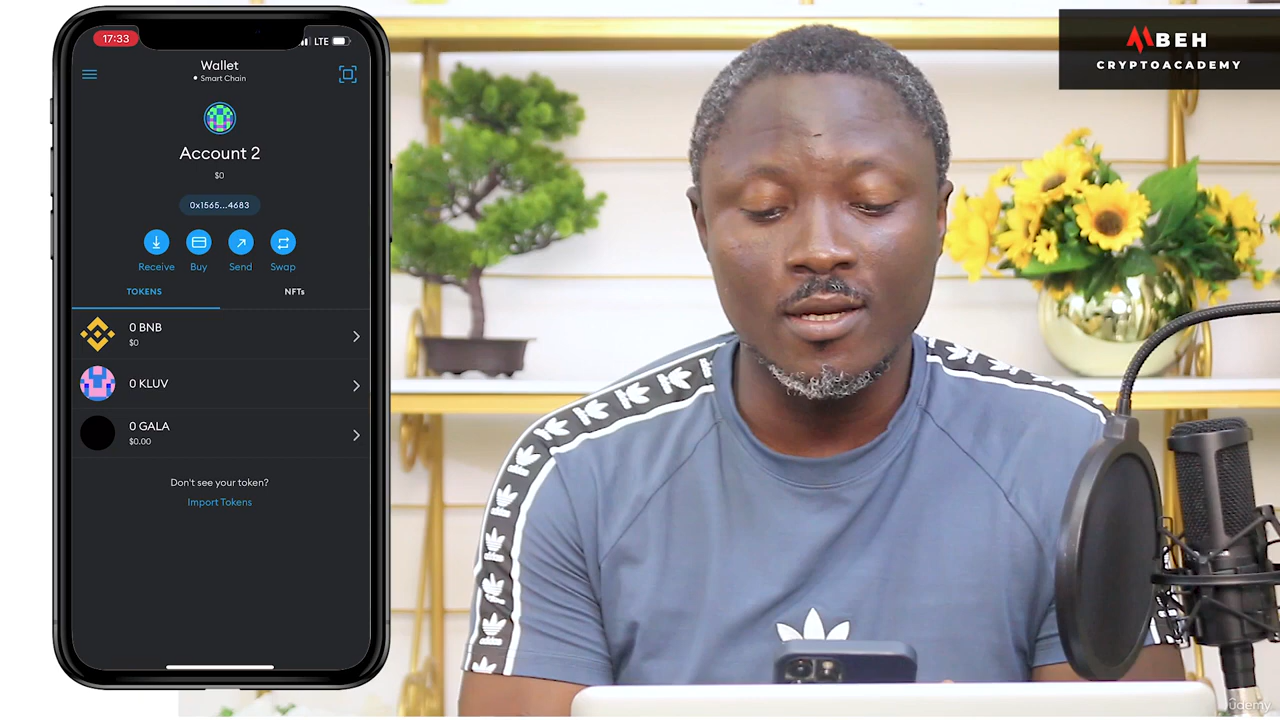 17:33
LTE
Wallet
Smart Chain
Account 2
$0
0x1565...4683
Receive Buy Send Swap
TOKENS NFTs
0 BNB
$0
0 KLUV
0 GALA
$0.00
Don't see your token?
Import Tokens
BEH
CRYPTOACADEMY
ûdemy